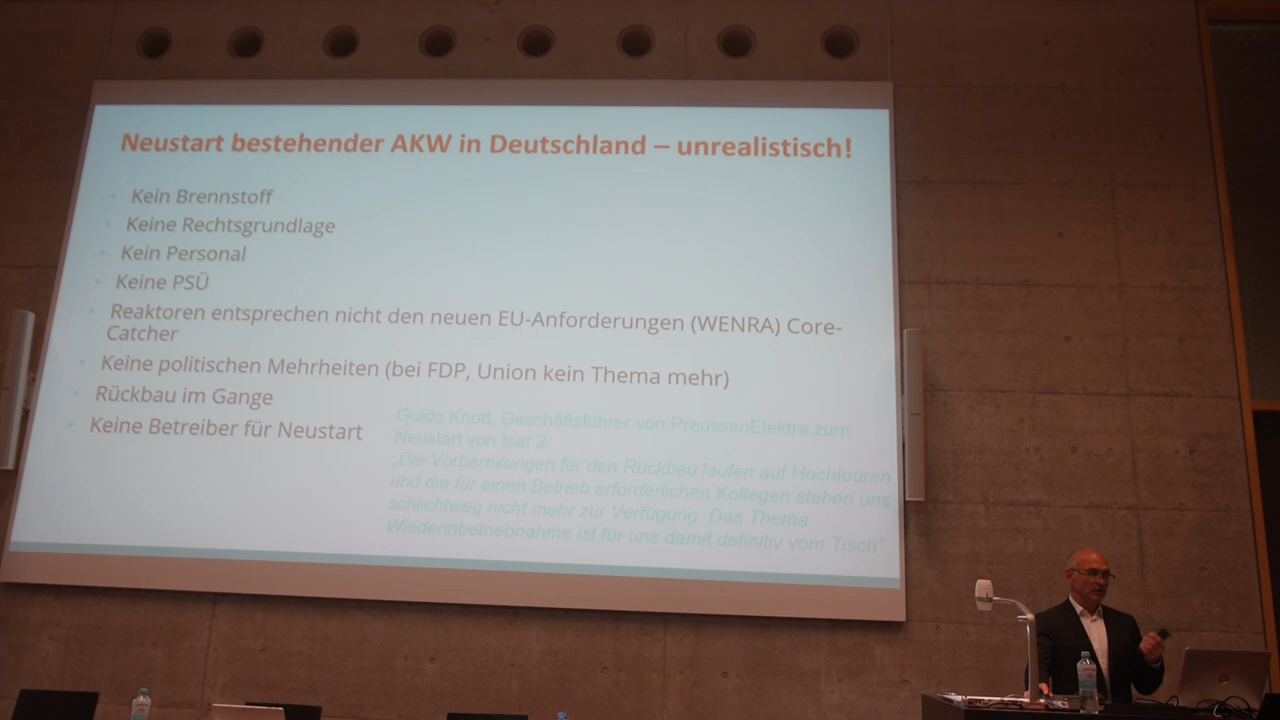 Neustart bestehender AKW in Deutschland – unrealistisch!
Kein Brennstoff
Keine Rechtsgrundlage
Kein Personal
Keine PSÜ
Reaktoren entsprechen nicht den neuen EU-Anforderungen (WENRA) Core-
Catcher
Keine politischen Mehrheiten (bei FDP, Union kein Thema mehr)
Rückbau im Gange
Keine Betreiber für Neustart
Guido Knott, Geschäftsführer von PreussenElektra zum
Neustart von Isar 2:
„Die Vorbereitungen für den Rückbau laufen auf Hochtouren
und die für einen Betrieb erforderlichen Kollegen stehen uns
schlichtweg nicht mehr zur Verfügung. Das Thema
Wiederinbetriebnahme ist für uns damit definitiv vom Tisch“